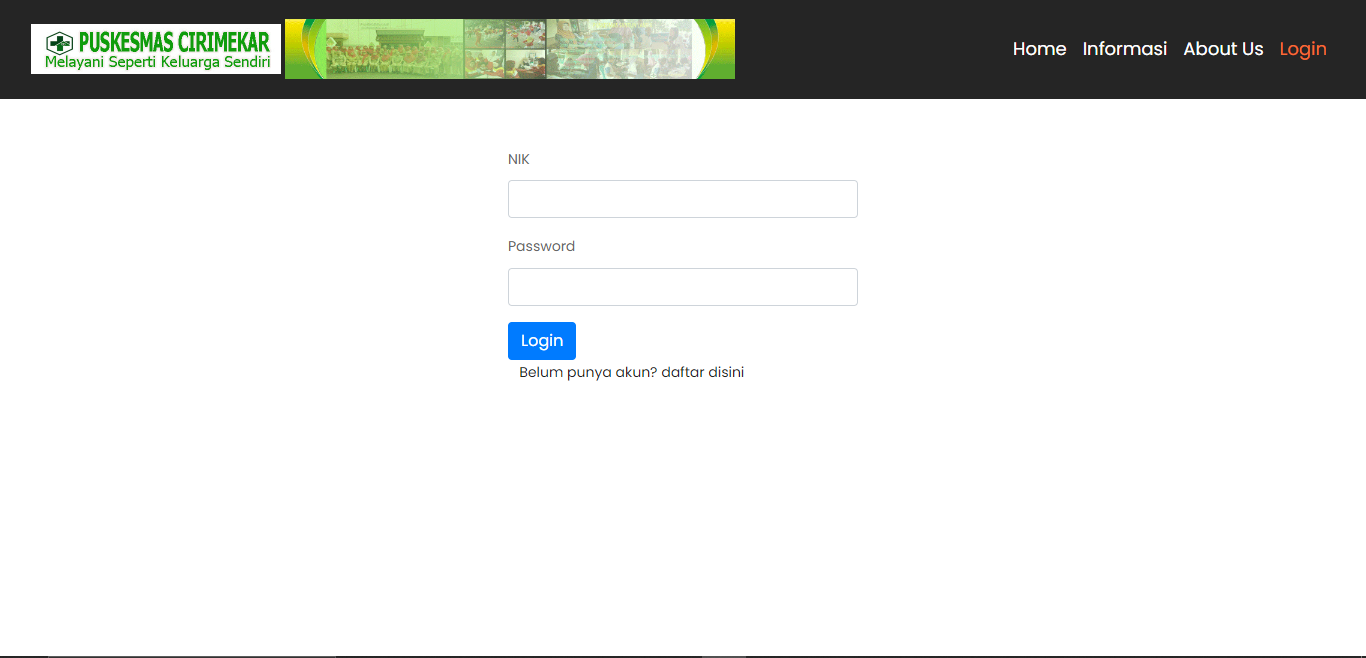 PUSKESMAS CIRIMEKAR
Melayani Seperti Keluarga Sendiri
Home Informasi About Us Login
NIK
Password
Login
Belum punya akun? daftar disini